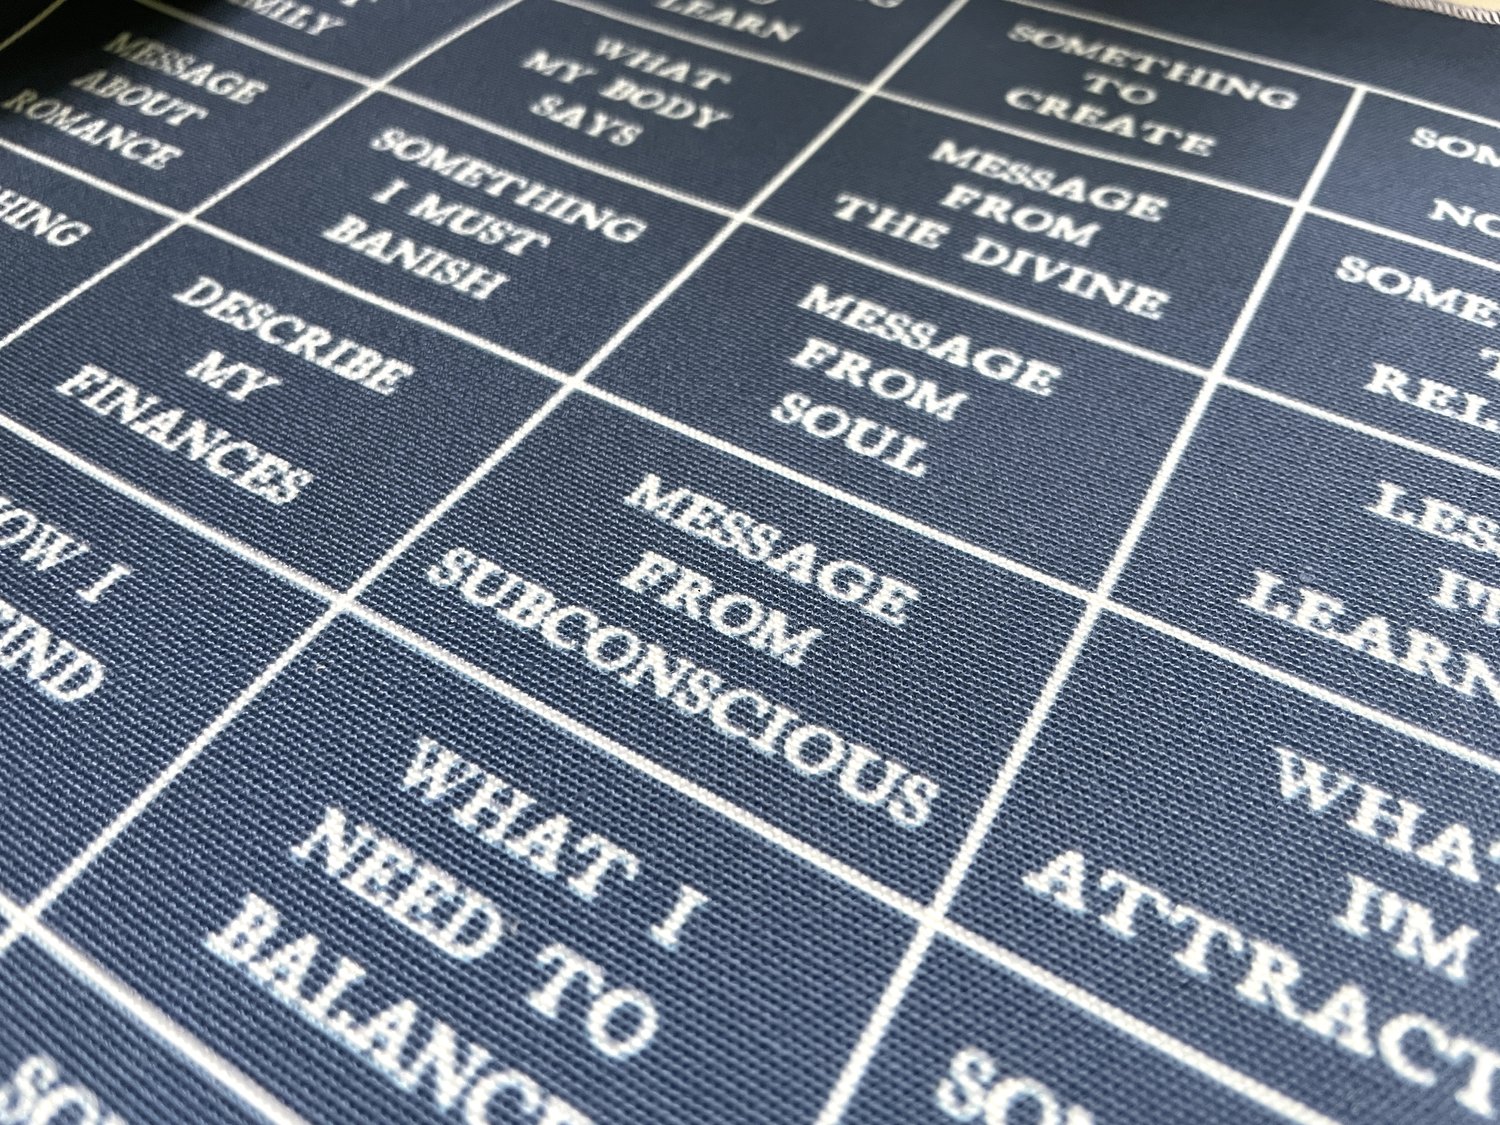 LEARN
SOMETHING
TO
CREATE
MESSAGE
ABOUT
ROMANCE
WHAT
MY BODY
SAYS
MESSAGE
FROM
THE DIVINE
SOMETHING
I MUST
BANISH
MESSAGE
FROM
SOUL
DESCRIBE
MY
FINANCES
MESSAGE
FROM
SUBCONSCIOUS
WHAT I
NEED TO
BALANCE
I'M
ATTRACT